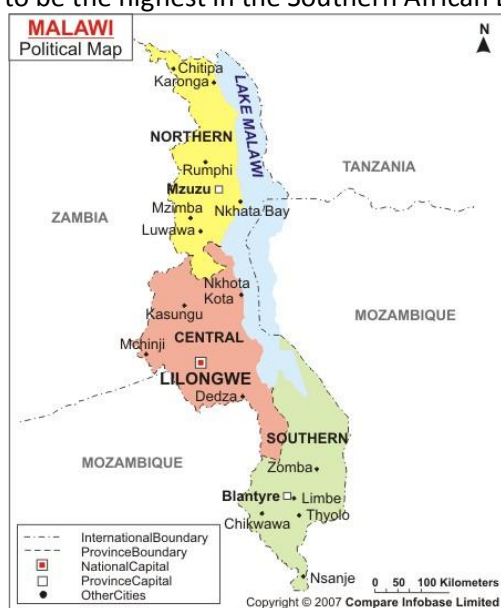 to be the highest in the Southern African
MALAWI
Political Map
N
Chitipa
Karonga
LAKE MALAWI
NORTHERN
TANZANIA
Rumphi
Mzuzu
ZAMBIA
Mzimba
Nkhata Bay
Luwawa
Nkhota
Kota
Kasungu
MOZAMBIQUE
CENTRAL
Mchinji
LILONGWE
Dedza
SOUTHERN
MOZAMBIQUE
Zomba
Blantyre
Limbe
Chikwawa
Thyolo
InternationalBoundary
ProvinceBoundary
NationalCapital
ProvinceCapital
OtherCities
Nsanje
0 50 100 Kilometers
Copyright © 2007 Compare Infobase Limited